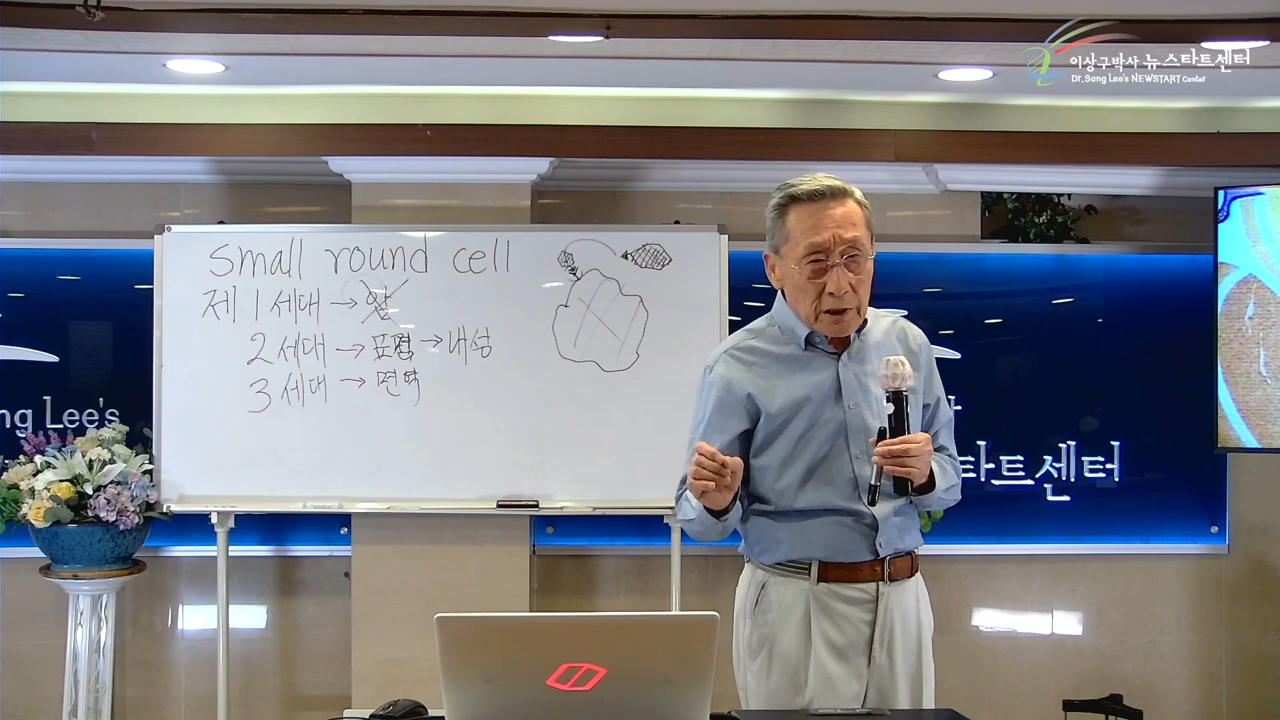 이상구박사 뉴스타트센터
Dr. Sang Lee's NEWSTART Center
small round cell
제 1 세대 → 암
2 세대 → 표적 → 내성
3 세대 → 면역
ng Lee's
타트센터